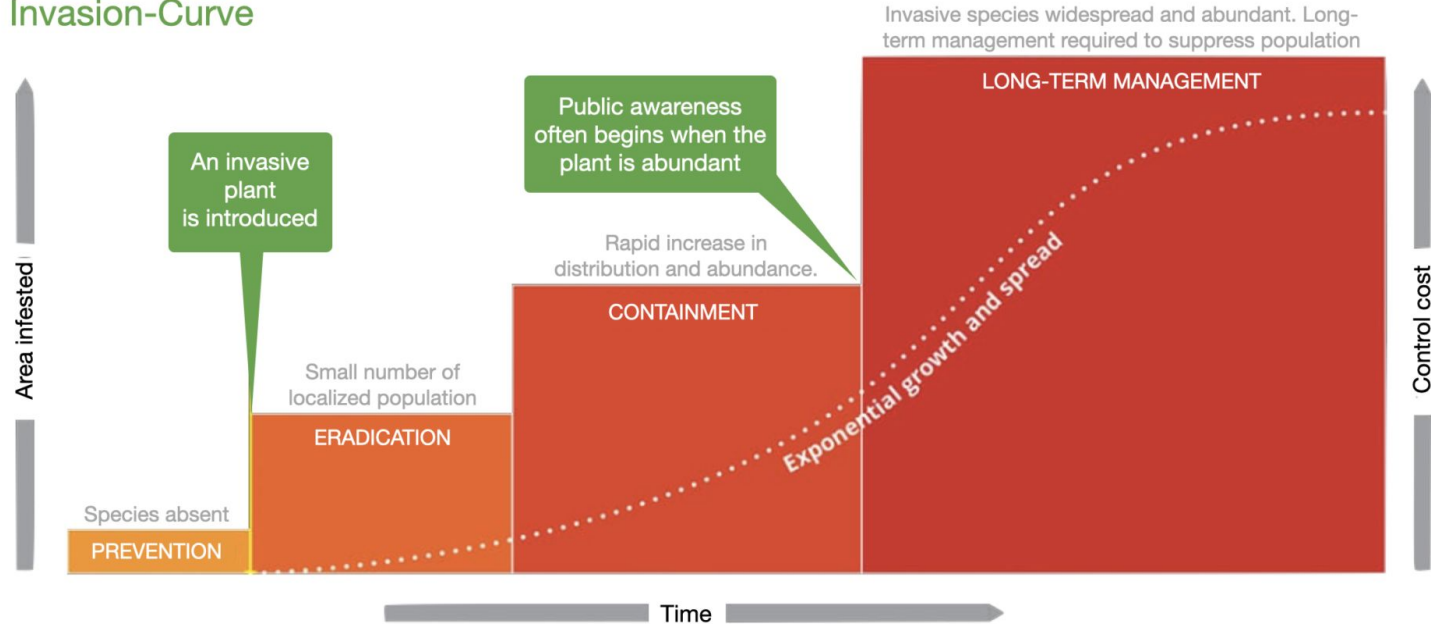 Invasion-Curve
Invasive species widespread and abundant. Long-
term management required to suppress population
LONG-TERM MANAGEMENT
Public awareness
often begins when the
plant is abundant
An invasive
plant
is introduced
Rapid increase in
distribution and abundance.
CONTAINMENT
Small number of
localized population
ERADICATION
Species absent
PREVENTION
Exponential growth and spread
Area infested
Control cost
Time